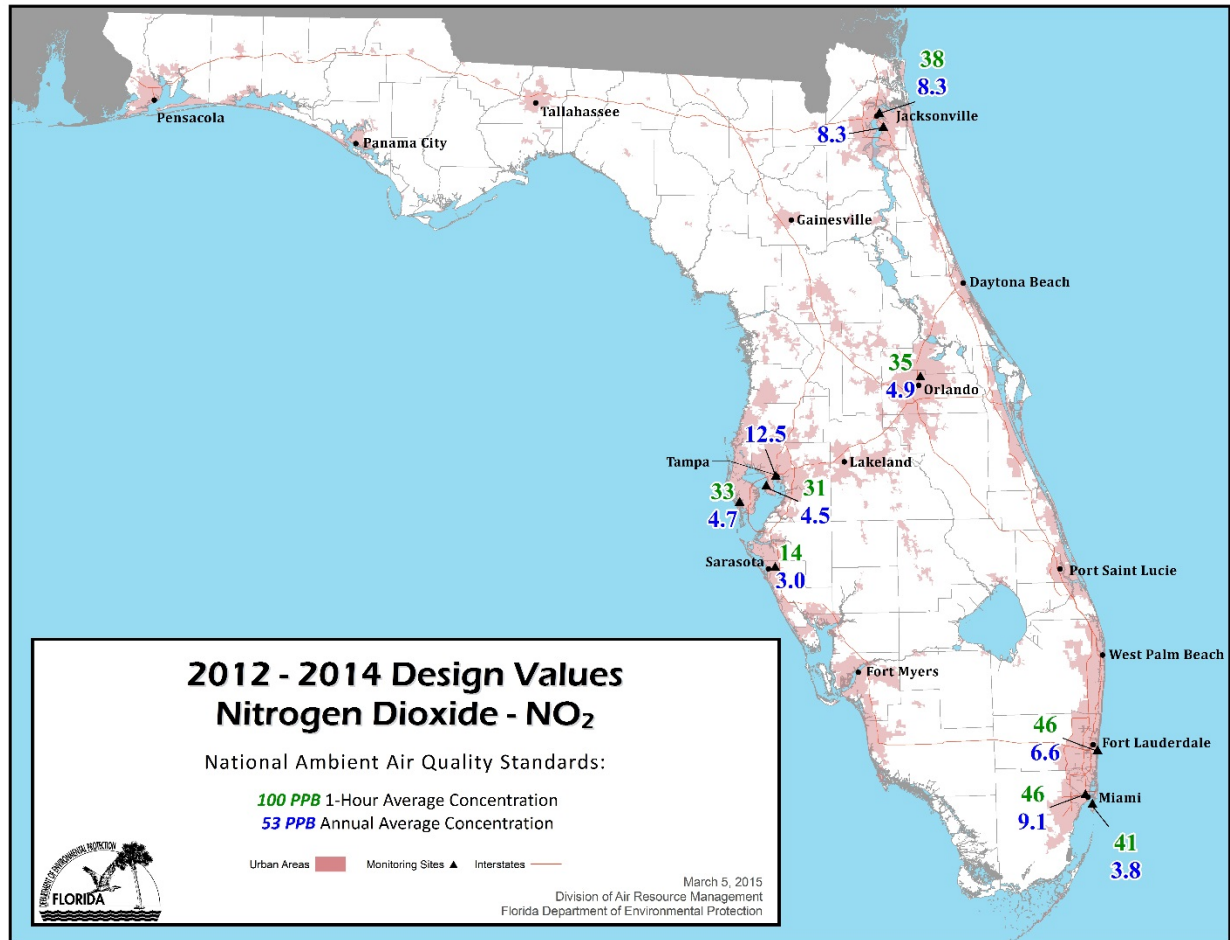 38
8.3
Jacksonville
8.3
Pensacola
Tallahassee
Panama City
Gainesville
Daytona Beach
35
4.9
Orlando
12.5
Tampa
Lakeland
33
4.7
31
4.5
14
Sarasota
3.0
Port Saint Lucie
West Palm Beach
Fort Myers
46
6.6
Fort Lauderdale
46
9.1
Miami
41
3.8
2012 - 2014 Design Values
Nitrogen Dioxide - NO₂
National Ambient Air Quality Standards:
100 PPB 1-Hour Average Concentration
53 PPB Annual Average Concentration
Urban Areas Monitoring Sites Interstates
March 5, 2015
Division of Air Resource Management
Florida Department of Environmental Protection
DEPARTMENT OF ENVIRONMENTAL PROTECTION
FLORIDA